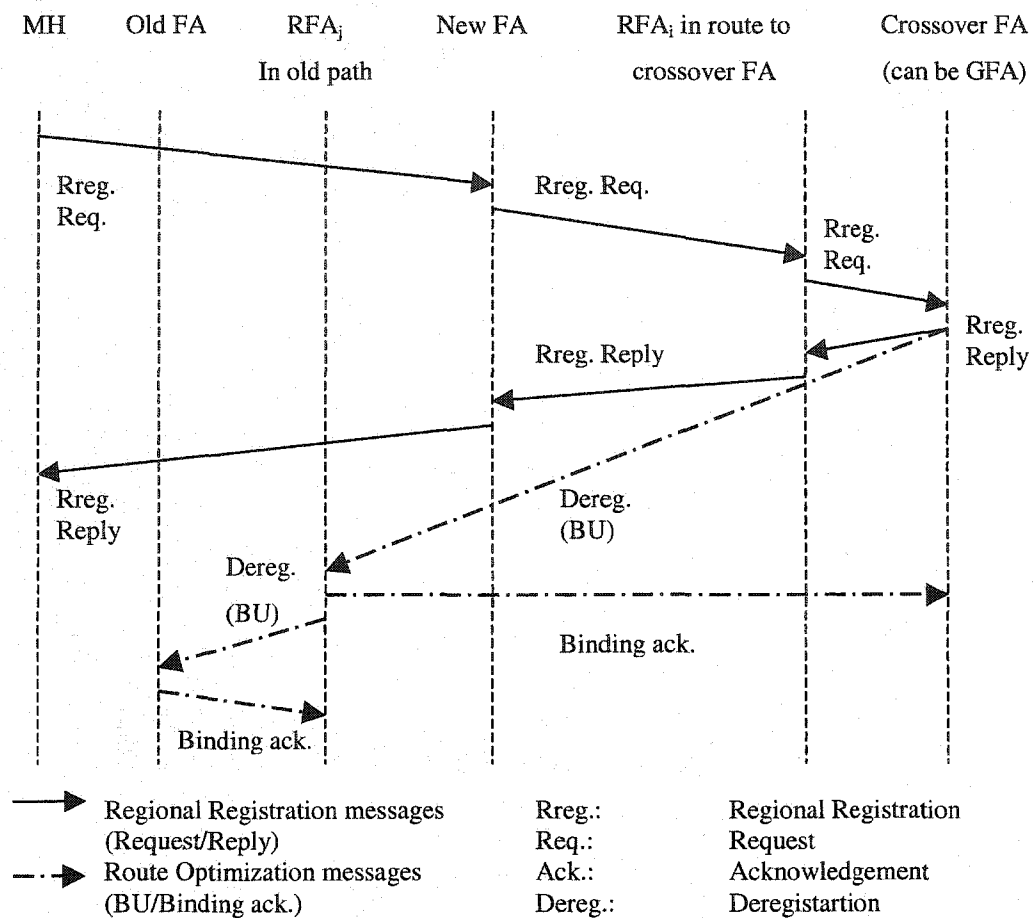 MH Old FA RFAj New FA RFAi in route to Crossover FA
In old path crossover FA (can be GFA)
Rreg.
Req.
Rreg. Req.
Rreg.
Req.
Rreg.
Reply
Rreg. Reply
Rreg.
Reply
Dereg.
(BU)
Dereg.
(BU)
Binding ack.
Binding ack.
Regional Registration messages
(Request/Reply)
Route Optimization messages
(BU/Binding ack.)
Rreg.: Regional Registration
Req.: Request
Ack.: Acknowledgement
Dereg.: Deregistartion